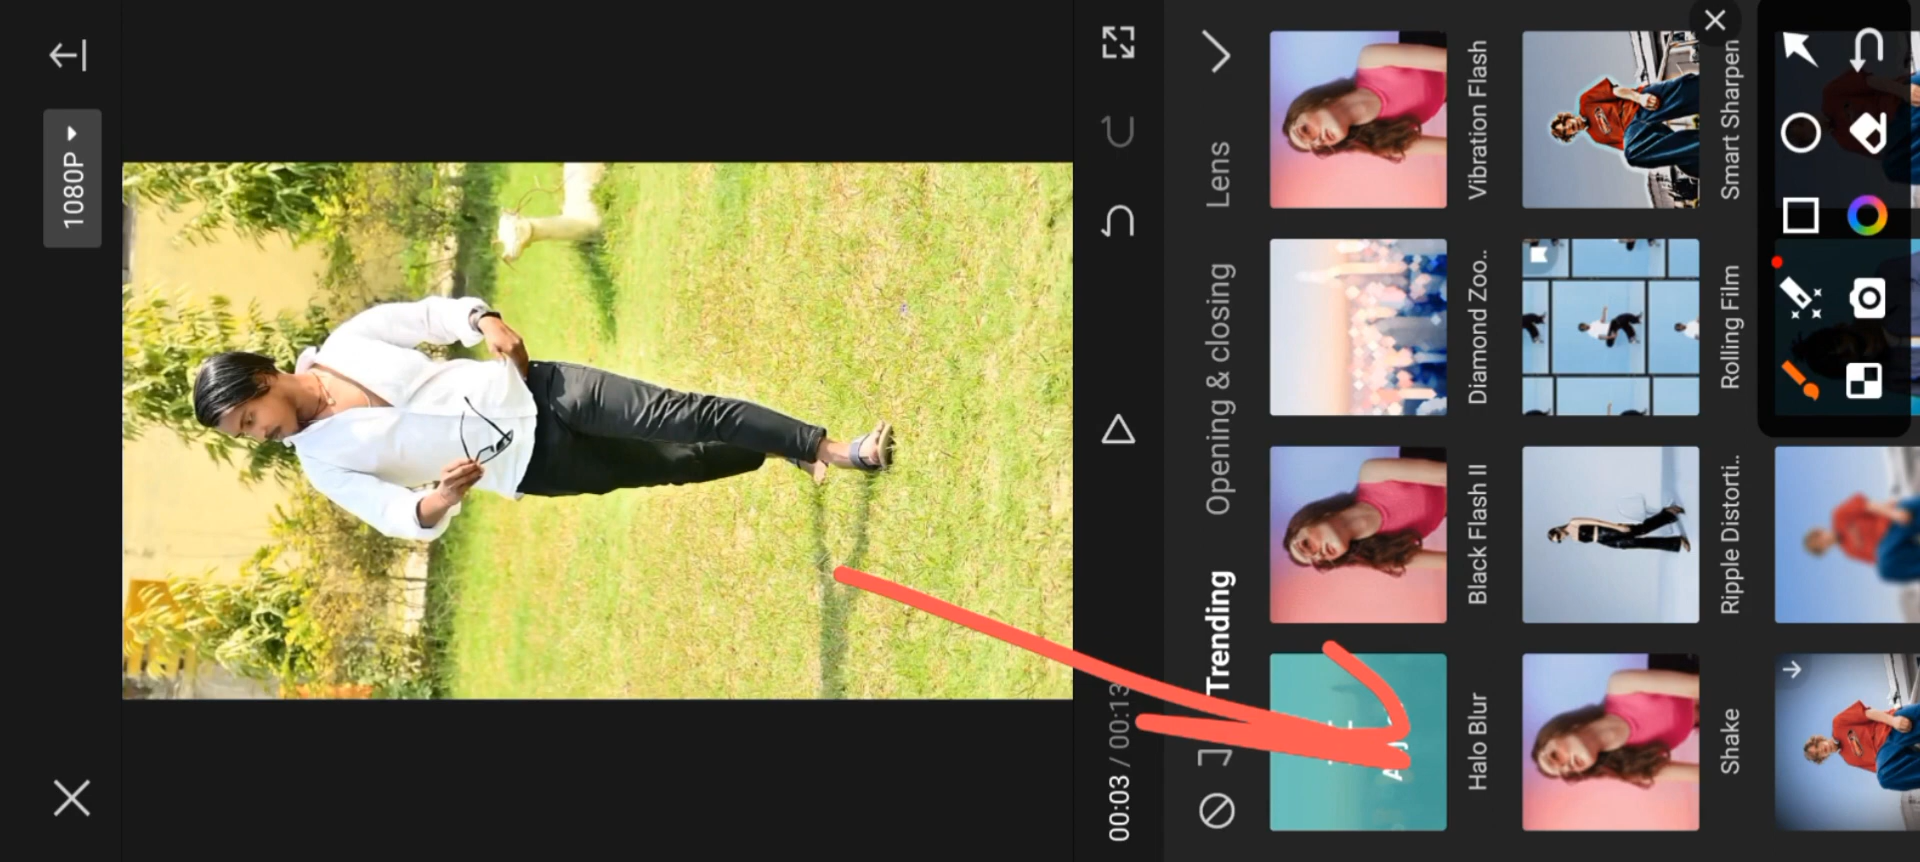 1080P
00:03 / 00:13
Trending
Opening & closing
Lens
Halo Blur
Black Flash II
Diamond Zoo..
Vibration Flash
Shake
Ripple Distorti..
Rolling Film
Smart Sharpen